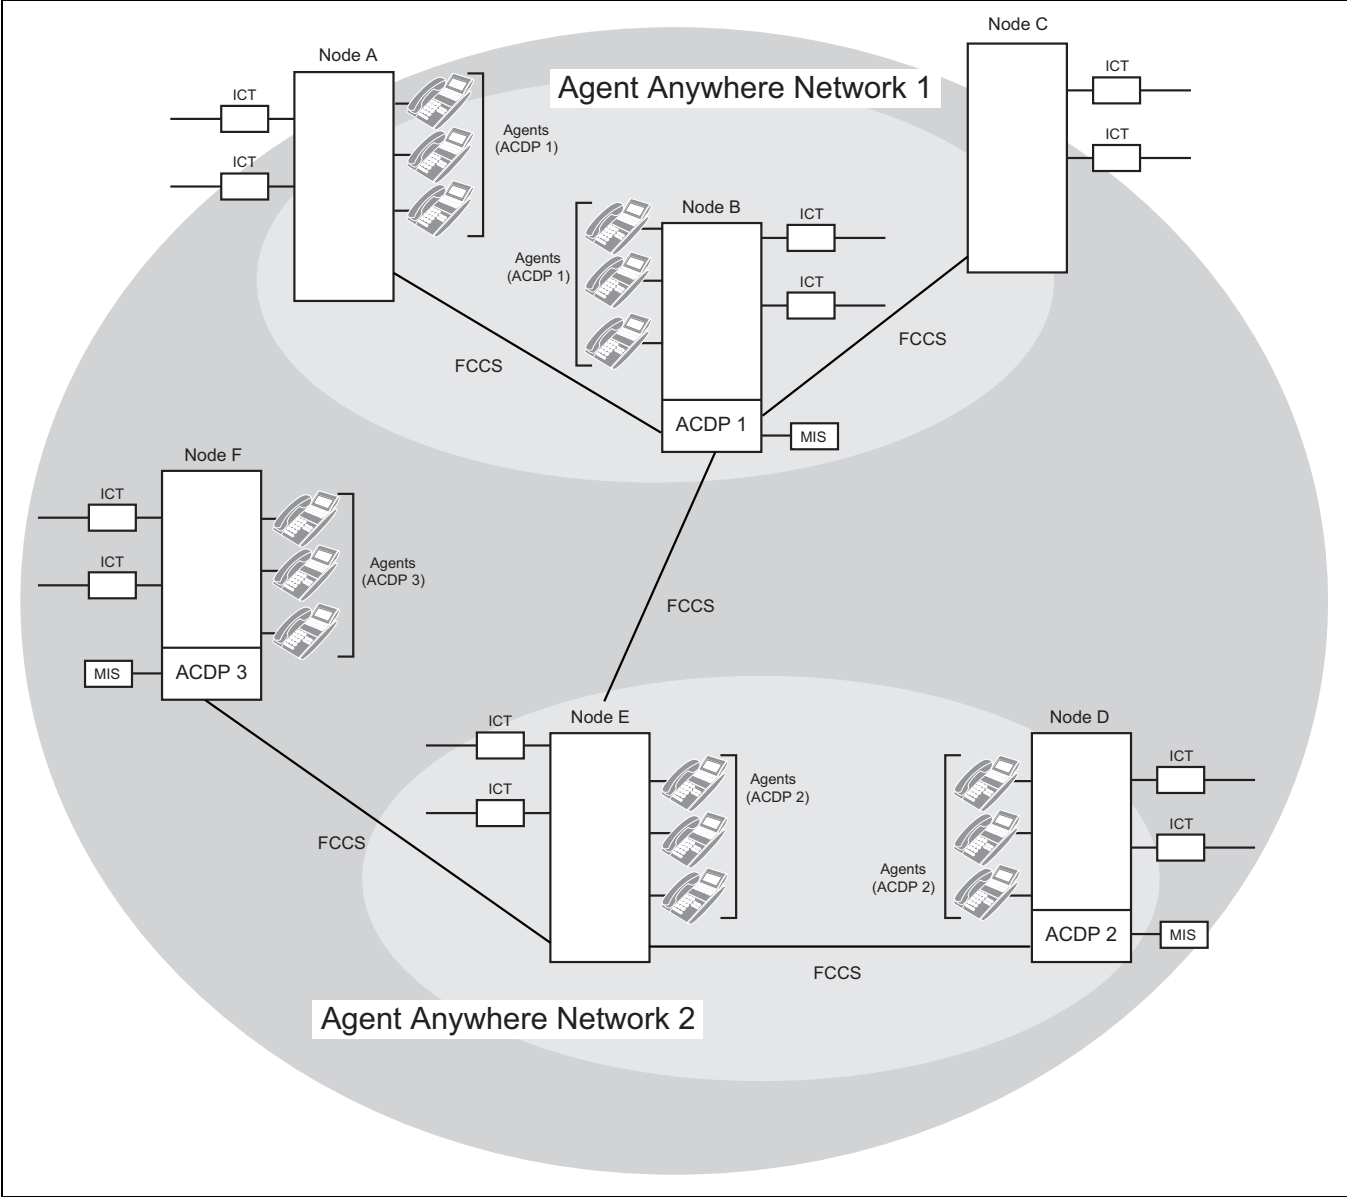 Node C
Node A
ICT
Agent Anywhere Network 1
ICT
Agents
(ACDP 1)
ICT
ICT
Node B
ICT
Agents
(ACDP 1)
ICT
FCCS
FCCS
ACDP 1
MIS
Node F
ICT
ICT
Agents
(ACDP 3)
FCCS
MIS
ACDP 3
ICT
Node E
Node D
ICT
Agents
(ACDP 2)
ICT
ICT
FCCS
Agents
(ACDP 2)
ICT
ACDP 2
MIS
FCCS
Agent Anywhere Network 2